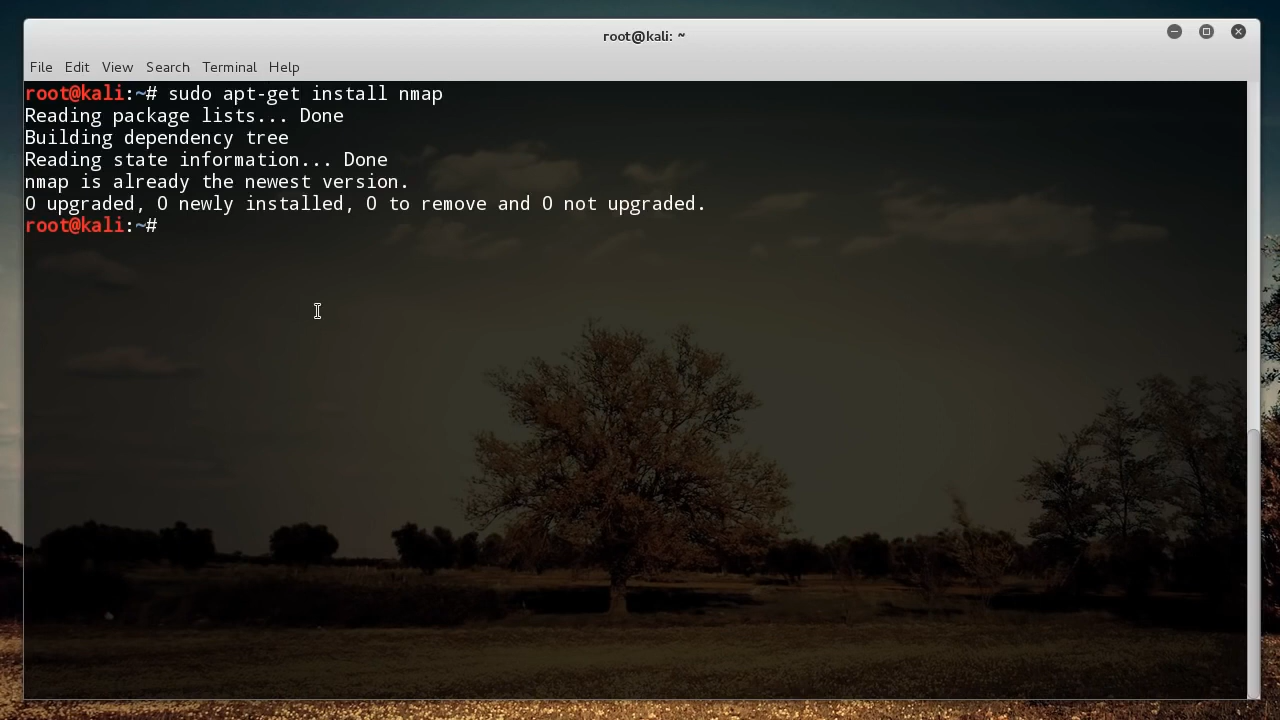 root@kali: ~
File Edit View Search Terminal Help
root@kali:~# sudo apt-get install nmap
Reading package lists... Done
Building dependency tree
Reading state information... Done
nmap is already the newest version.
0 upgraded, 0 newly installed, 0 to remove and 0 not upgraded.
root@kali:~#